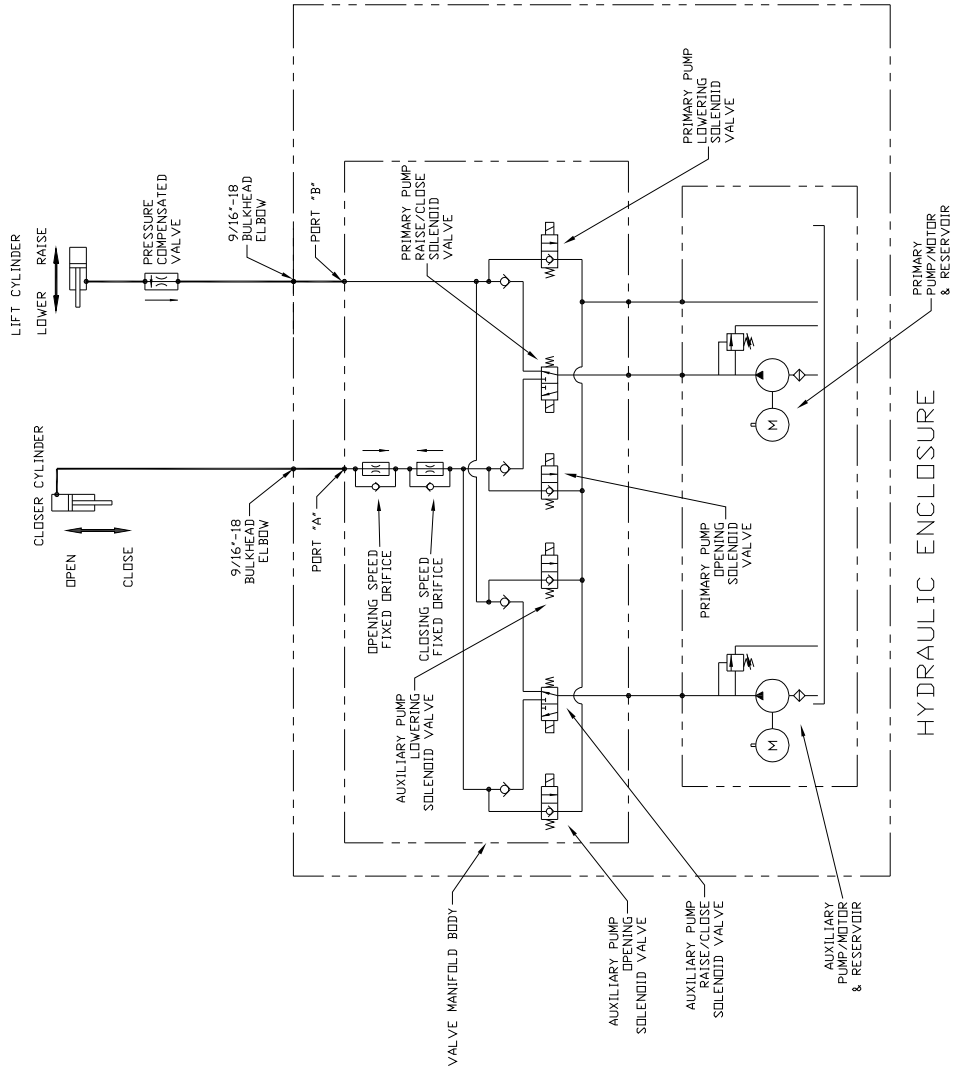 LIFT CYLINDER
LOWER RAISE
PRESSURE
COMPENSATED
VALVE
9/16"-18
BULKHEAD
ELBOW
PORT "B"
CLOSER CYLINDER
OPEN
CLOSE
9/16"-18
BULKHEAD
ELBOW
PORT "A"
OPENING SPEED
FIXED ORIFICE
CLOSING SPEED
FIXED ORIFICE
PRIMARY PUMP
RAISE/CLOSE
SOLENOID
VALVE
PRIMARY PUMP
LOWERING
SOLENOID
VALVE
AUXILIARY PUMP
LOWERING
SOLENOID VALVE
PRIMARY PUMP
OPENING
SOLENOID
VALVE
PRIMARY
PUMP/MOTOR
& RESERVOIR
M
M
VALVE MANIFOLD BODY
AUXILIARY PUMP
OPENING
SOLENOID VALVE
AUXILIARY PUMP
RAISE/CLOSE
SOLENOID VALVE
AUXILIARY
PUMP/MOTOR
& RESERVOIR
HYDRAULIC ENCLOSURE